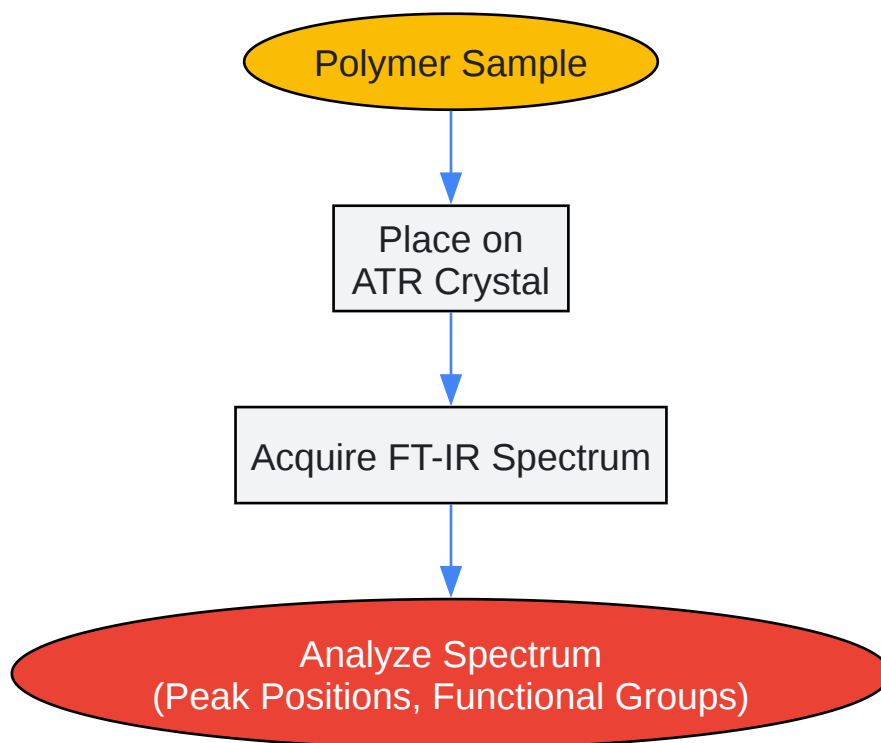 Polymer Sample
Place on
ATR Crystal
Acquire FT-IR Spectrum
Analyze Spectrum
(Peak Positions, Functional Groups)